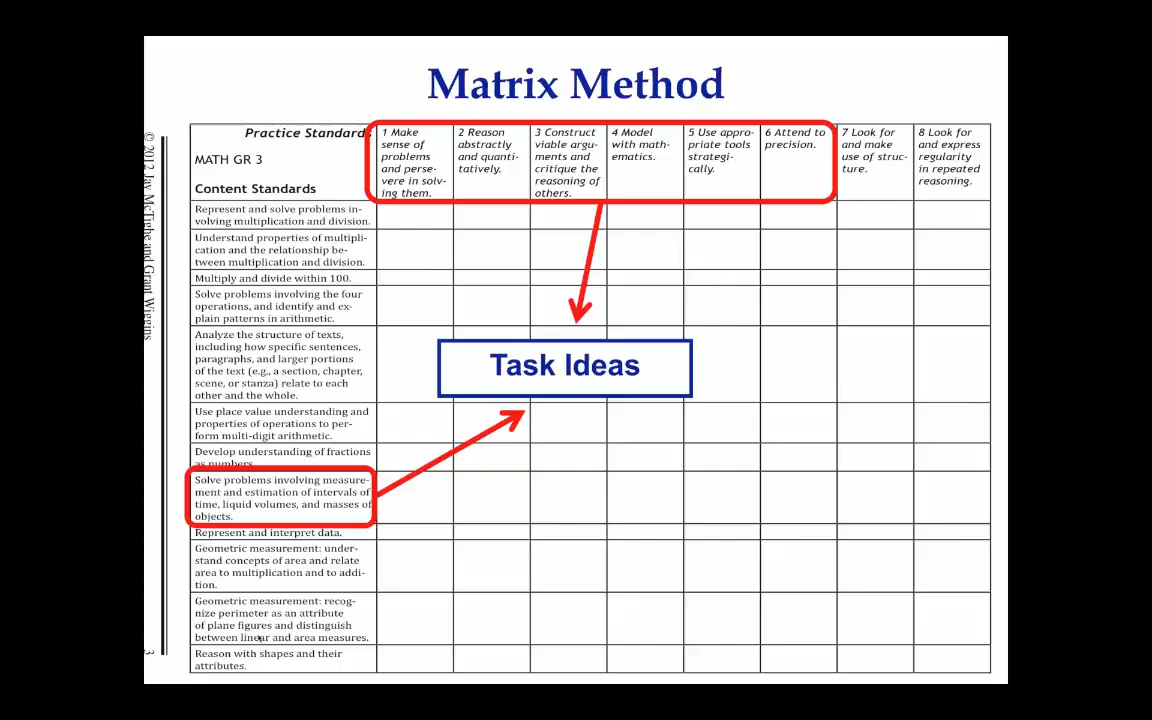 Matrix Method
© 2012 Jay McTighe and Grant Wiggins
3
Practice Standards
MATH GR 3
Content Standards
1 Make
sense of
problems
and perse-
vere in solv-
ing them.
2 Reason
abstractly
and quanti-
tatively.
3 Construct
viable argu-
ments and
critique the
reasoning of
others.
4 Model
with math-
ematics.
5 Use appro-
priate tools
strategi-
cally.
6 Attend to
precision.
7 Look for
and make
use of struc-
ture.
8 Look for
and express
regularity
in repeated
reasoning.
Represent and solve problems in-
volving multiplication and division.
Understand properties of multipli-
cation and the relationship be-
tween multiplication and division.
Multiply and divide within 100.
Solve problems involving the four
operations, and identify and ex-
plain patterns in arithmetic.
Analyze the structure of texts,
including how specific sentences,
paragraphs, and larger portions
of the text (e.g., a section, chapter,
scene, or stanza) relate to each
other and the whole.
Task Ideas
Use place value understanding and
properties of operations to per-
form multi-digit arithmetic.
Develop understanding of fractions
as numbers.
Solve problems involving measure-
ment and estimation of intervals of
time, liquid volumes, and masses of
objects.
Represent and interpret data.
Geometric measurement: under-
stand concepts of area and relate
area to multiplication and to addi-
tion.
Geometric measurement: recog-
nize perimeter as an attribute
of plane figures and distinguish
between linear and area measures.
Reason with shapes and their
attributes.